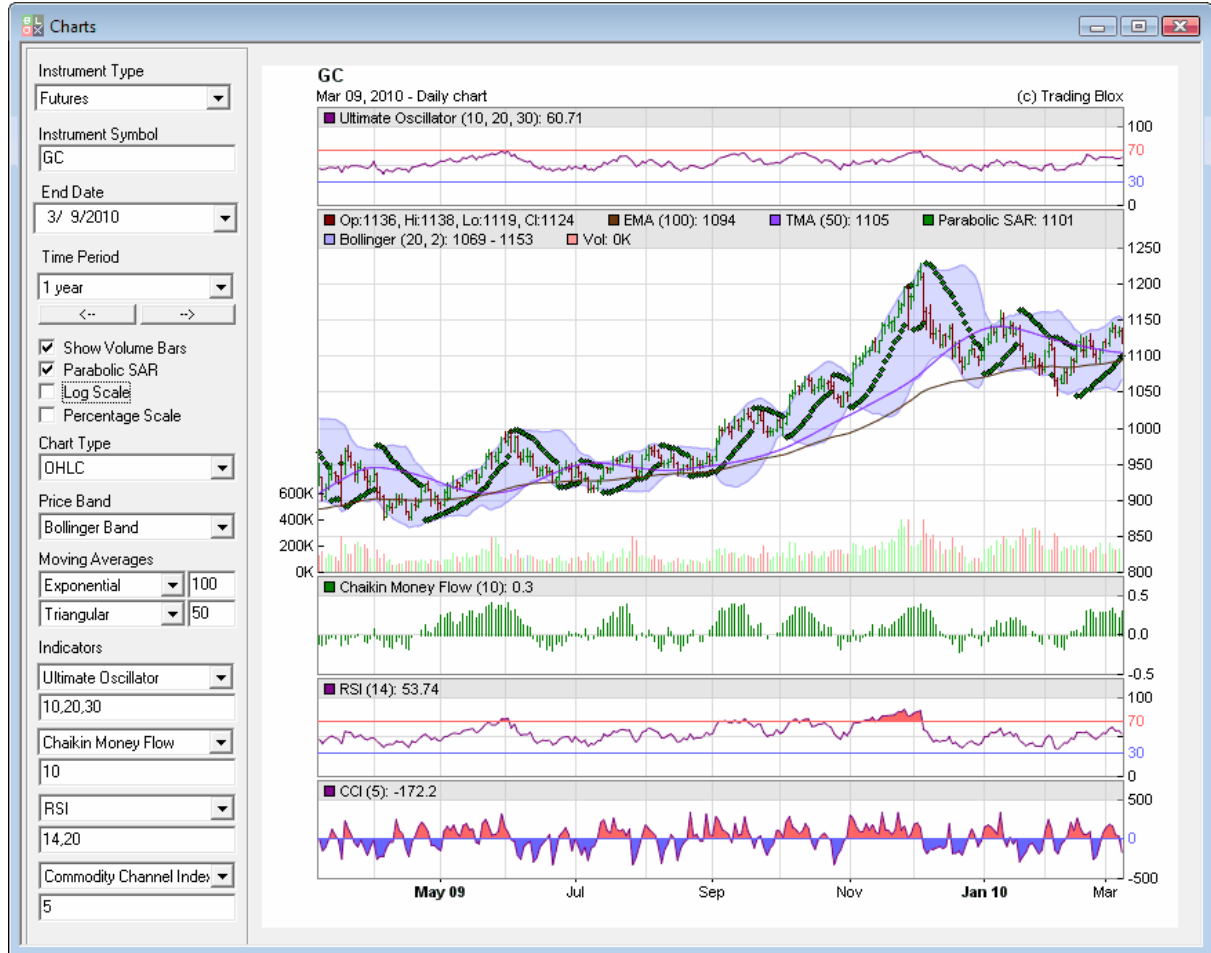 Charts
Instrument Type
Futures
Instrument Symbol
GC
End Date
3/ 9/2010
Time Period
1 year
<--   -->
Show Volume Bars
Parabolic SAR
Log Scale
Percentage Scale
Chart Type
OHLC
Price Band
Bollinger Band
Moving Averages
Exponential 100
Triangular 50
Indicators
Ultimate Oscillator
10,20,30
Chaikin Money Flow
10
RSI
14,20
Commodity Channel Index
5
GC
Mar 09, 2010 - Daily chart (c) Trading Blox
Ultimate Oscillator (10, 20, 30): 60.71
100
70
30
0
Op:1136, Hi:1138, Lo:1119, Cl:1124 EMA (100): 1094 TMA (50): 1105 Parabolic SAR: 1101
Bollinger (20, 2): 1069 - 1153 Vol: 0K
1250
1200
1150
1100
1050
1000
950
900
850
800
600K
400K
200K
0K
Chaikin Money Flow (10): 0.3
0.5
0.0
-0.5
RSI (14): 53.74
100
70
30
0
CCI (5): -172.2
500
0
-500
May 09 Jul Sep Nov Jan 10 Mar